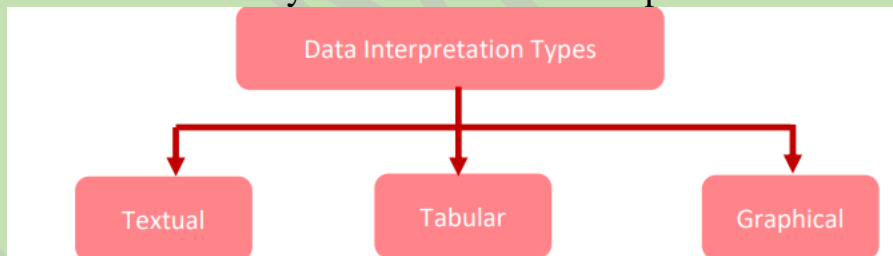 Data Interpretation Types
Textual
Tabular
Graphical